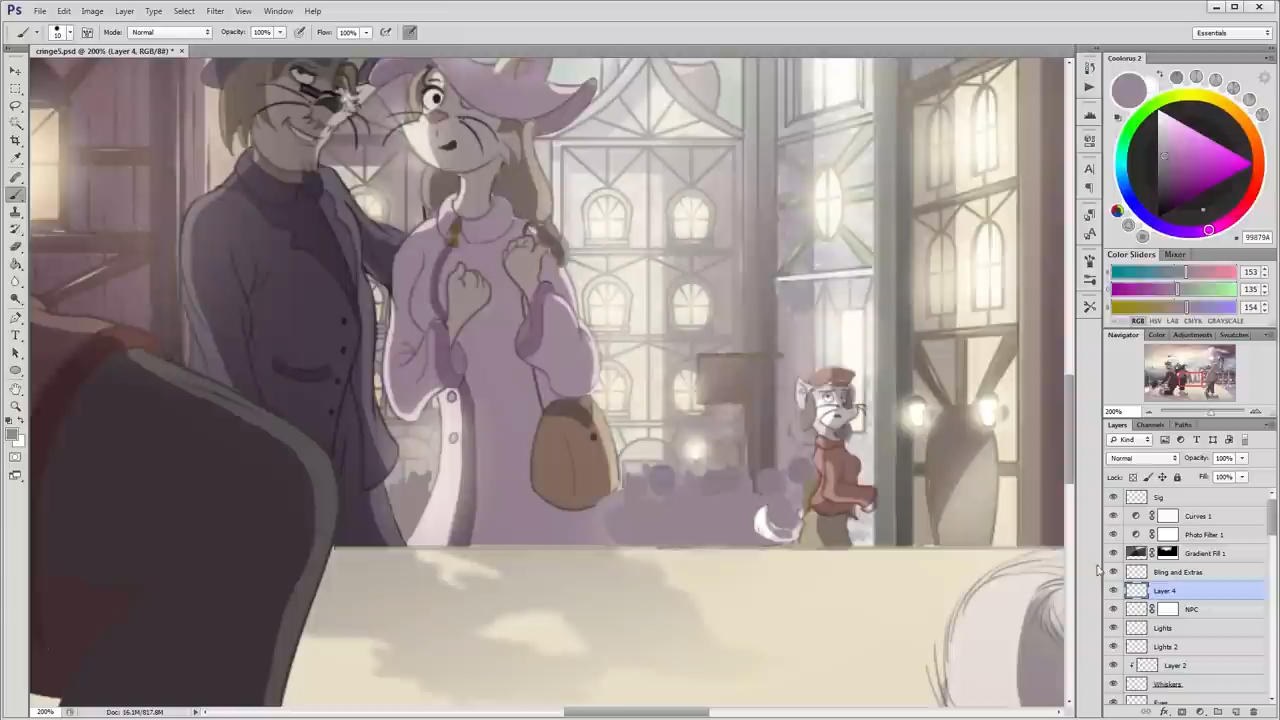 Ps File Edit Image Layer Type Select Filter View Window Help
10 Mode: Normal Opacity: 100% Flow: 100% Essentials
cringe5.psd @ 200% (Layer 4, RGB/8#) * ×
Coolorus 2
99879A
Color Sliders Mixer
153
135
154
RGB HSV LAB CMYK GRAYSCALE
Navigator Color Adjustments Swatches
200%
Layers Channels Paths
Kind
Normal Opacity: 100%
Lock: Fill: 100%
Sig
Curves 1
Photo Filter 1
Gradient Fill 1
Bling and Extras
Layer 4
NPC
Lights
Lights 2
Layer 2
Whiskers
Eyes
200% Doc: 16.1M/817.8M